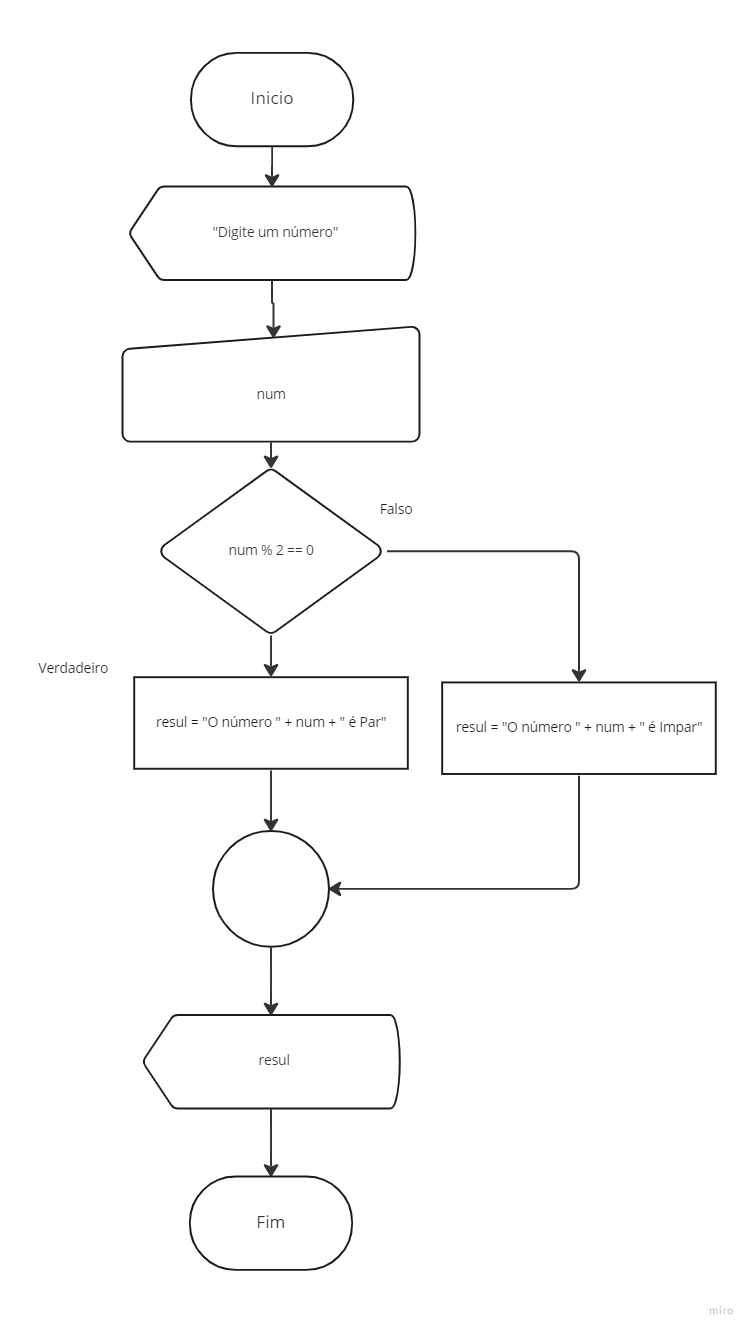 Inicio
"Digite um número"
num
Falso
num % 2 == 0
Verdadeiro
resul = "O número " + num + " é Par"
resul = "O número " + num + " é Impar"
resul
Fim
miro